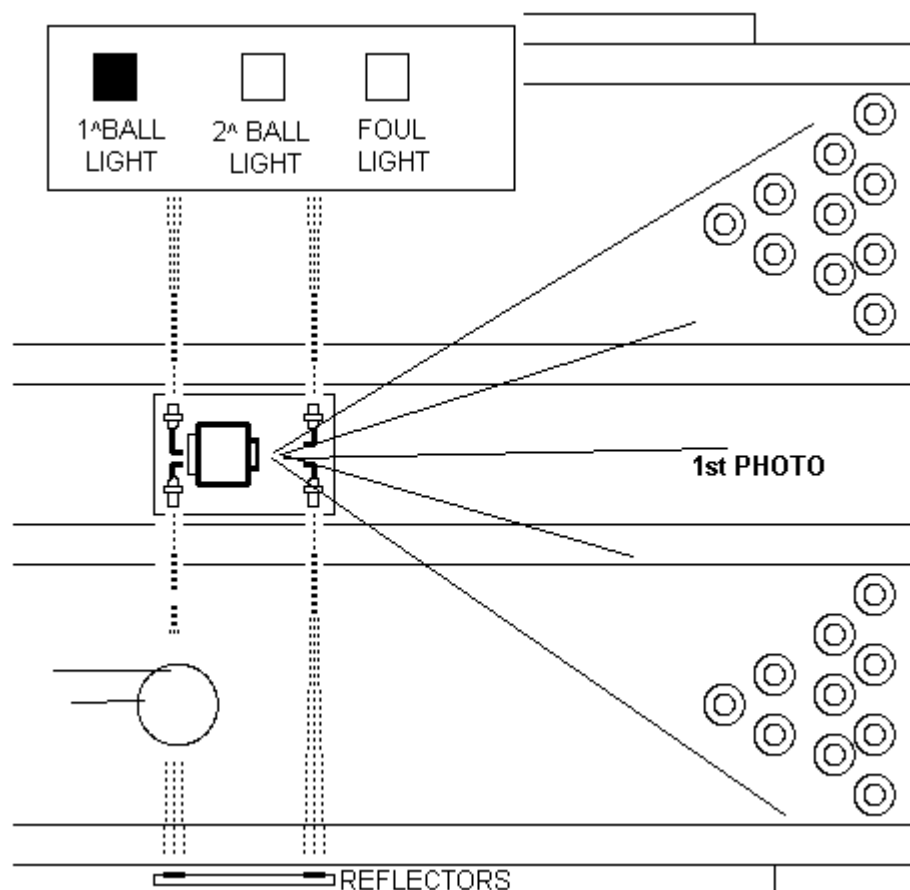 1^BALL
LIGHT
2^ BALL
LIGHT
FOUL
LIGHT
1st PHOTO
REFLECTORS